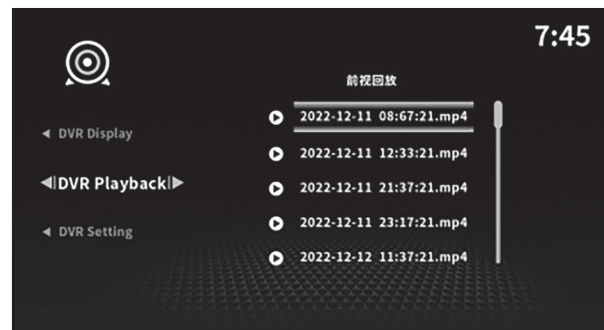 7:45
前视回放
2022-12-11 08:67:21.mp4
DVR Display
2022-12-11 12:33:21.mp4
DVR Playback
2022-12-11 21:37:21.mp4
2022-12-11 23:17:21.mp4
DVR Setting
2022-12-12 11:37:21.mp4